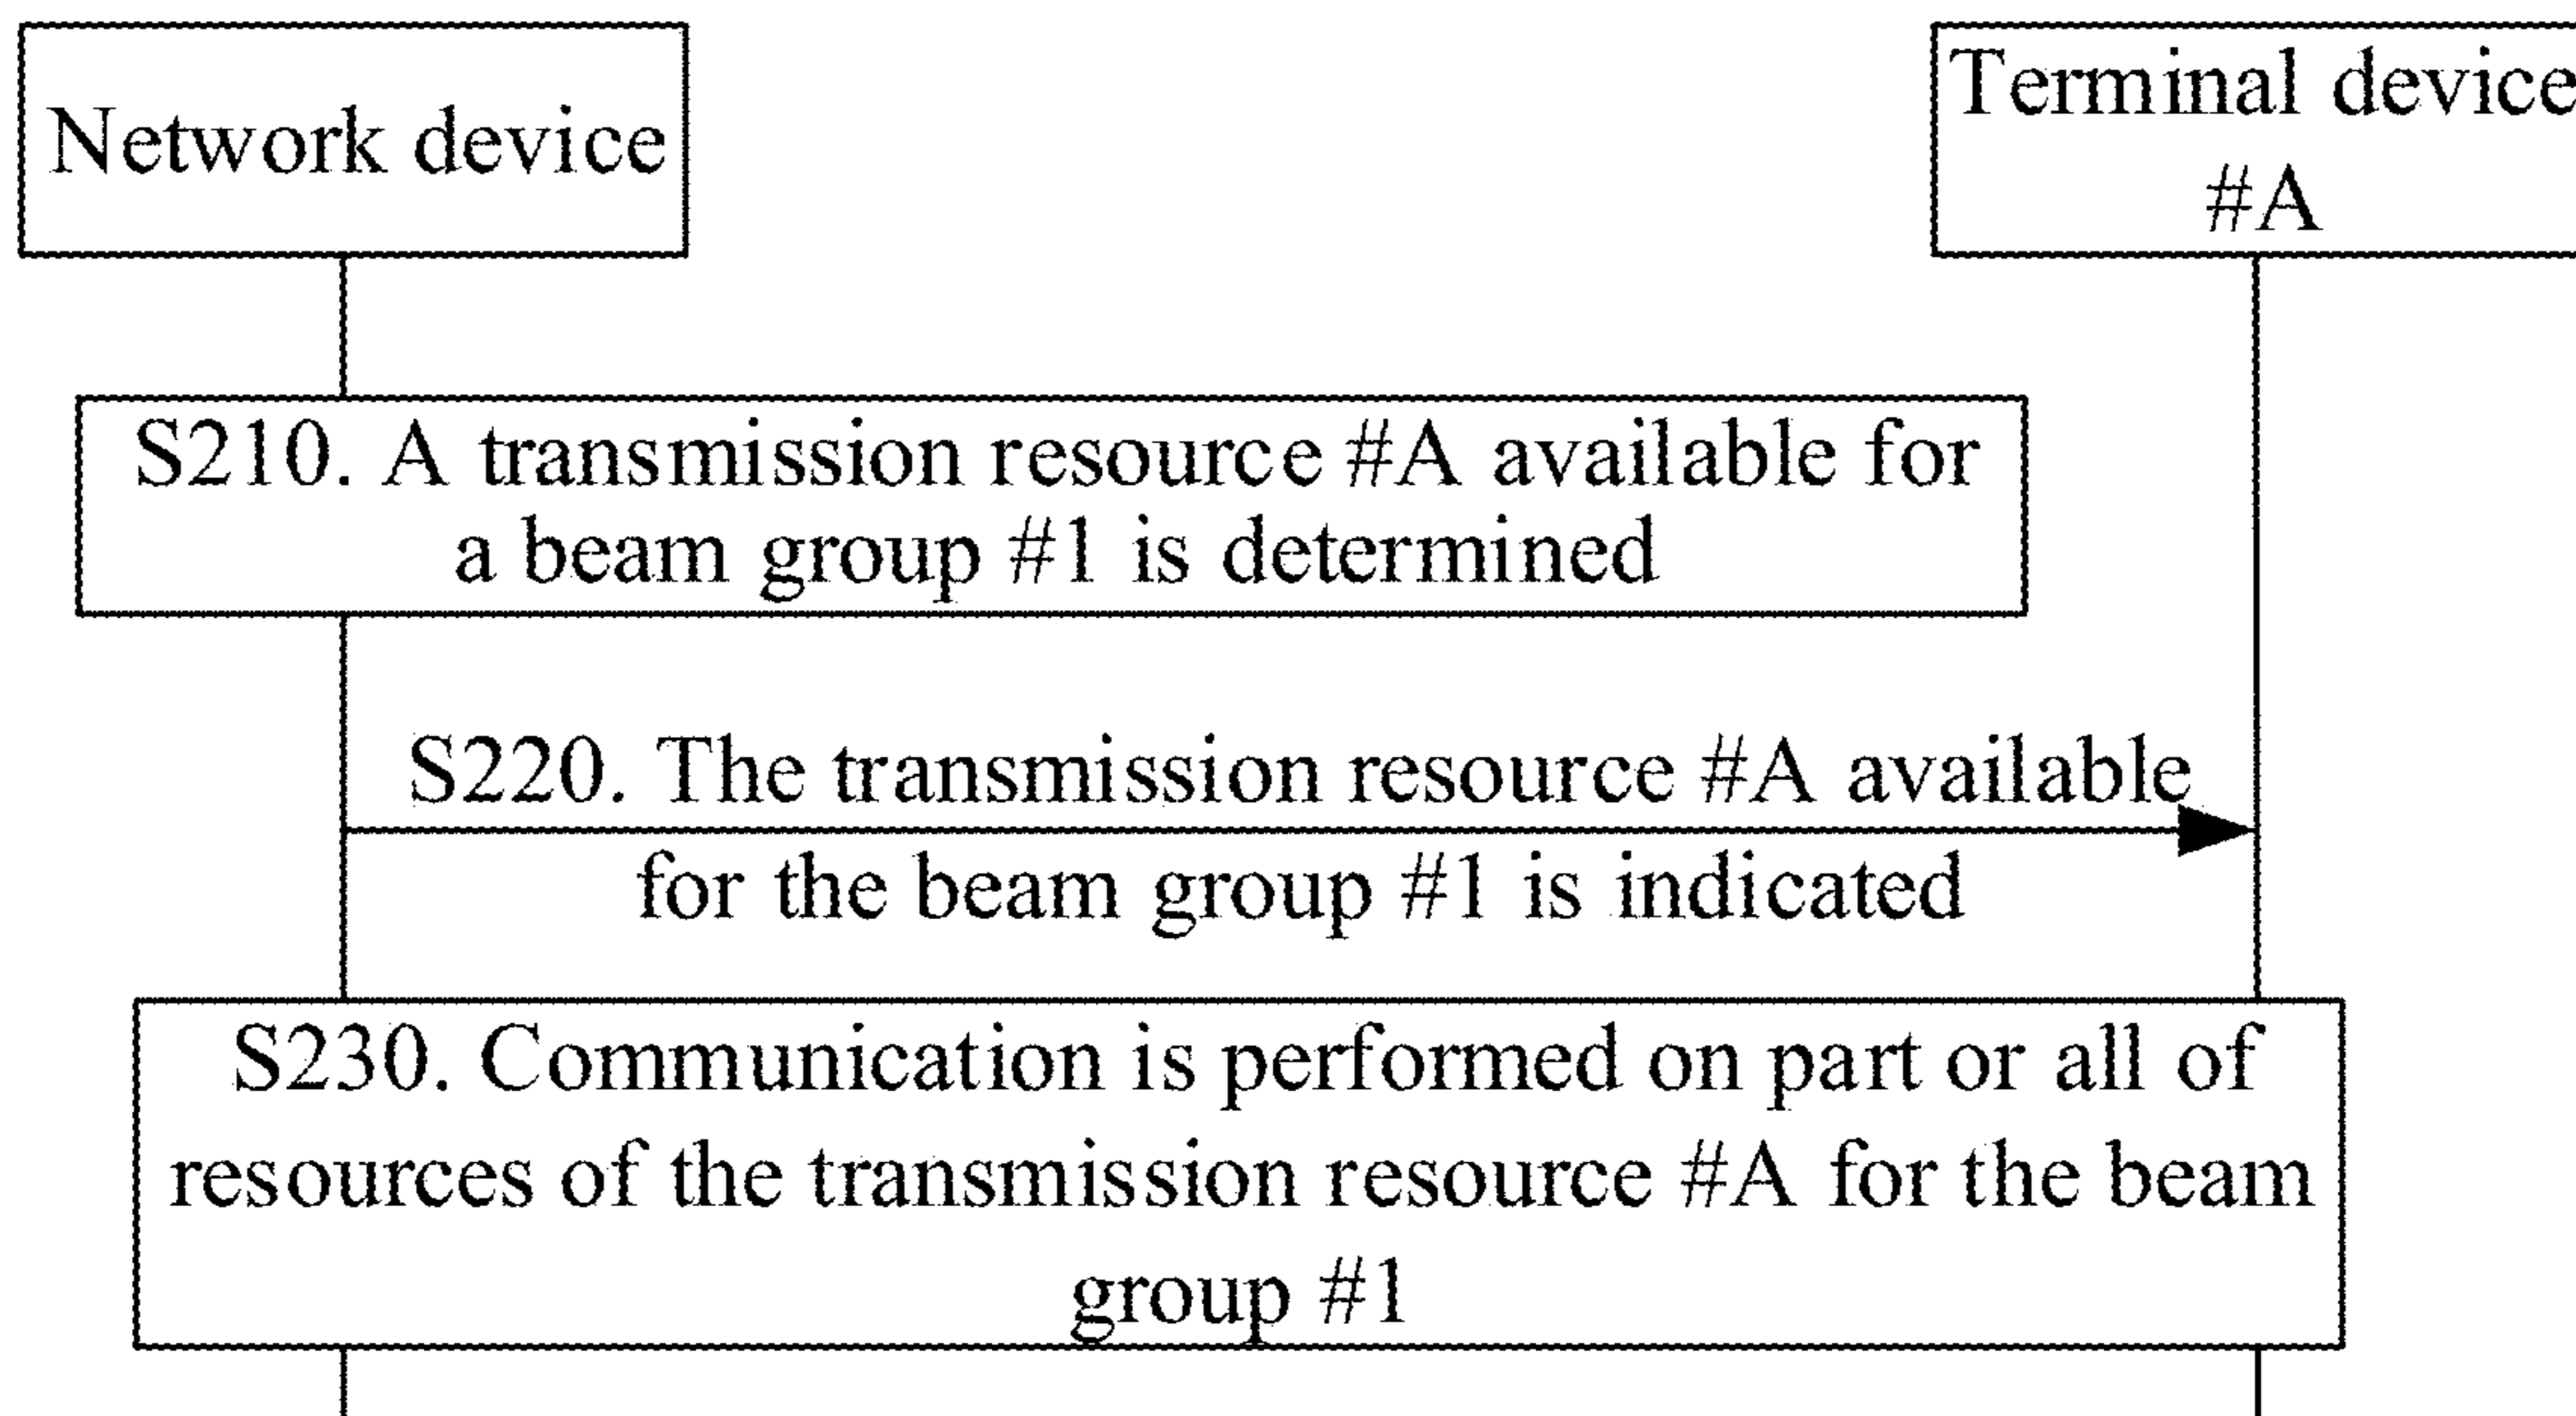 Network device
Terminal device
#A
S210. A transmission resource #A available for
a beam group #1 is determined
S220. The transmission resource #A available
for the beam group #1 is indicated
S230. Communication is performed on part or all of
resources of the transmission resource #A for the beam
group #1